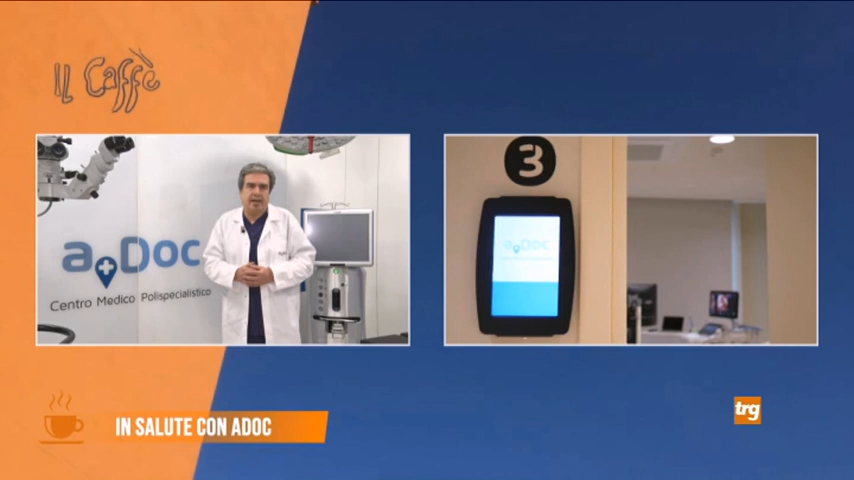 Il Caffè
a Doc
Centro Medico Polispecialistico
3
a Doc
IN SALUTE CON ADOC
trg